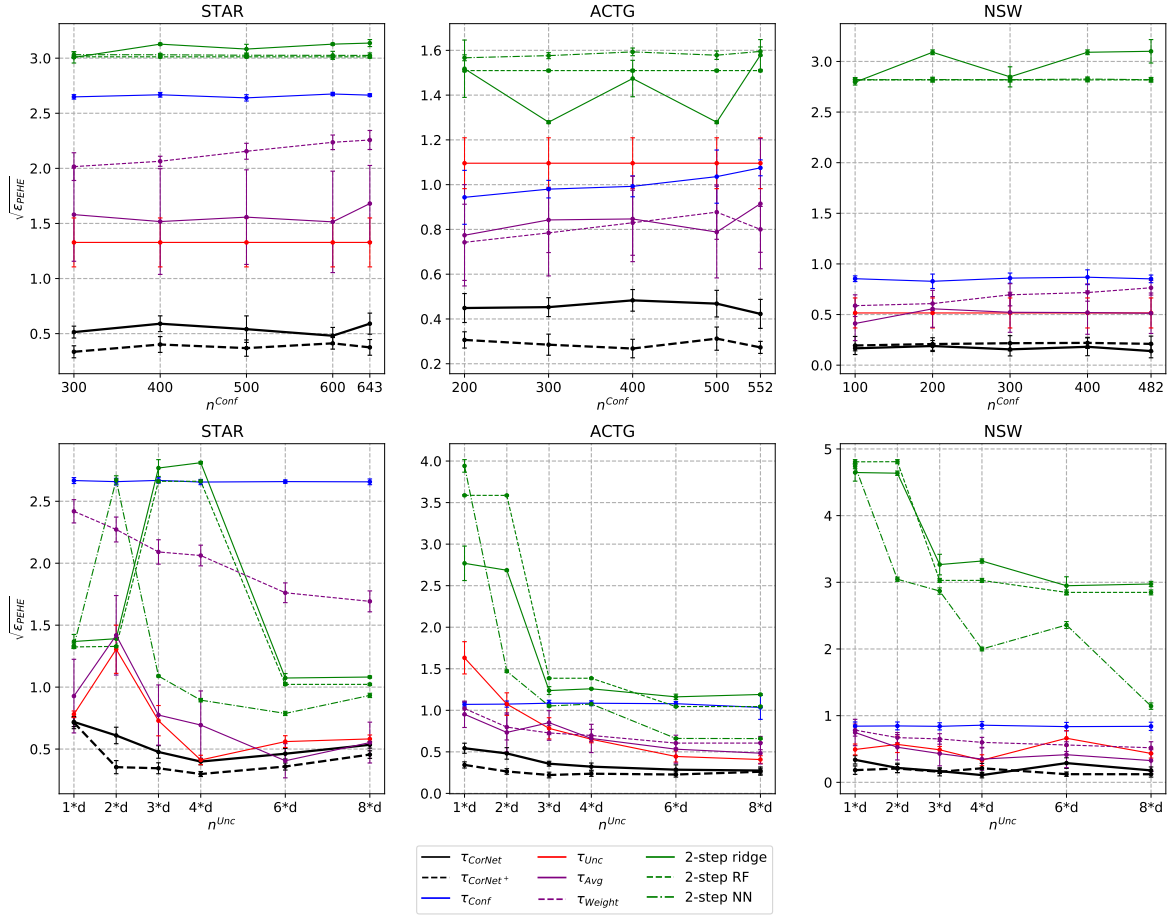 STAR
ACTG
NSW
√ε_PEHE
3.0
2.5
2.0
1.5
1.0
0.5
300 400 500 600 643
n^Conf
1.6
1.4
1.2
1.0
0.8
0.6
0.4
0.2
200 300 400 500 552
n^Conf
3.0
2.5
2.0
1.5
1.0
0.5
0.0
100 200 300 400 482
n^Conf
STAR
ACTG
NSW
√ε_PEHE
2.5
2.0
1.5
1.0
0.5
1*d 2*d 3*d 4*d 6*d 8*d
n^Unc
4.0
3.5
3.0
2.5
2.0
1.5
1.0
0.5
0.0
1*d 2*d 3*d 4*d 6*d 8*d
n^Unc
5
4
3
2
1
0
1*d 2*d 3*d 4*d 6*d 8*d
n^Unc
τ_CorNet τ_Unc 2-step ridge
τ_CorNet+ τ_Avg 2-step RF
τ_Conf τ_Weight 2-step NN